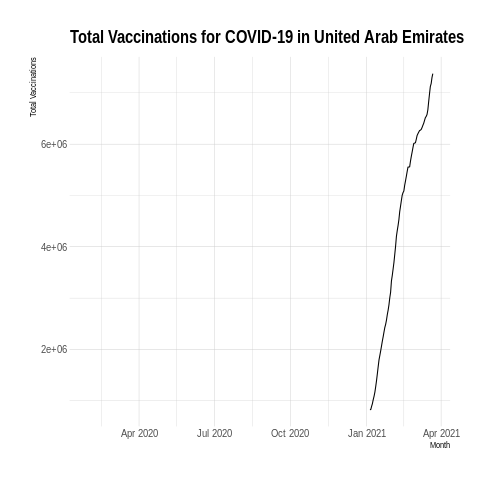 Total Vaccinations for COVID-19 in United Arab Emirates
Total Vaccinations
6e+06
4e+06
2e+06
Apr 2020 Jul 2020 Oct 2020 Jan 2021 Apr 2021
Month